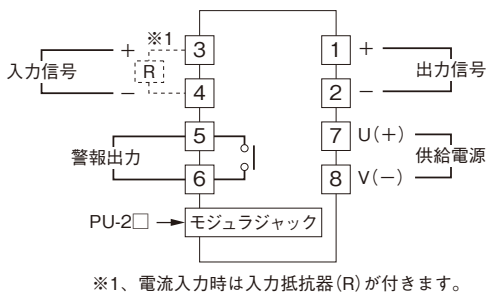 ※1
入力信号
+
R
−
3
4
1
+
2
−
出力信号
警報出力
5
6
7
U(+)
8
V(−)
供給電源
PU-2□
モジュラジャック
※1、電流入力時は入力抵抗器(R)が付きます。